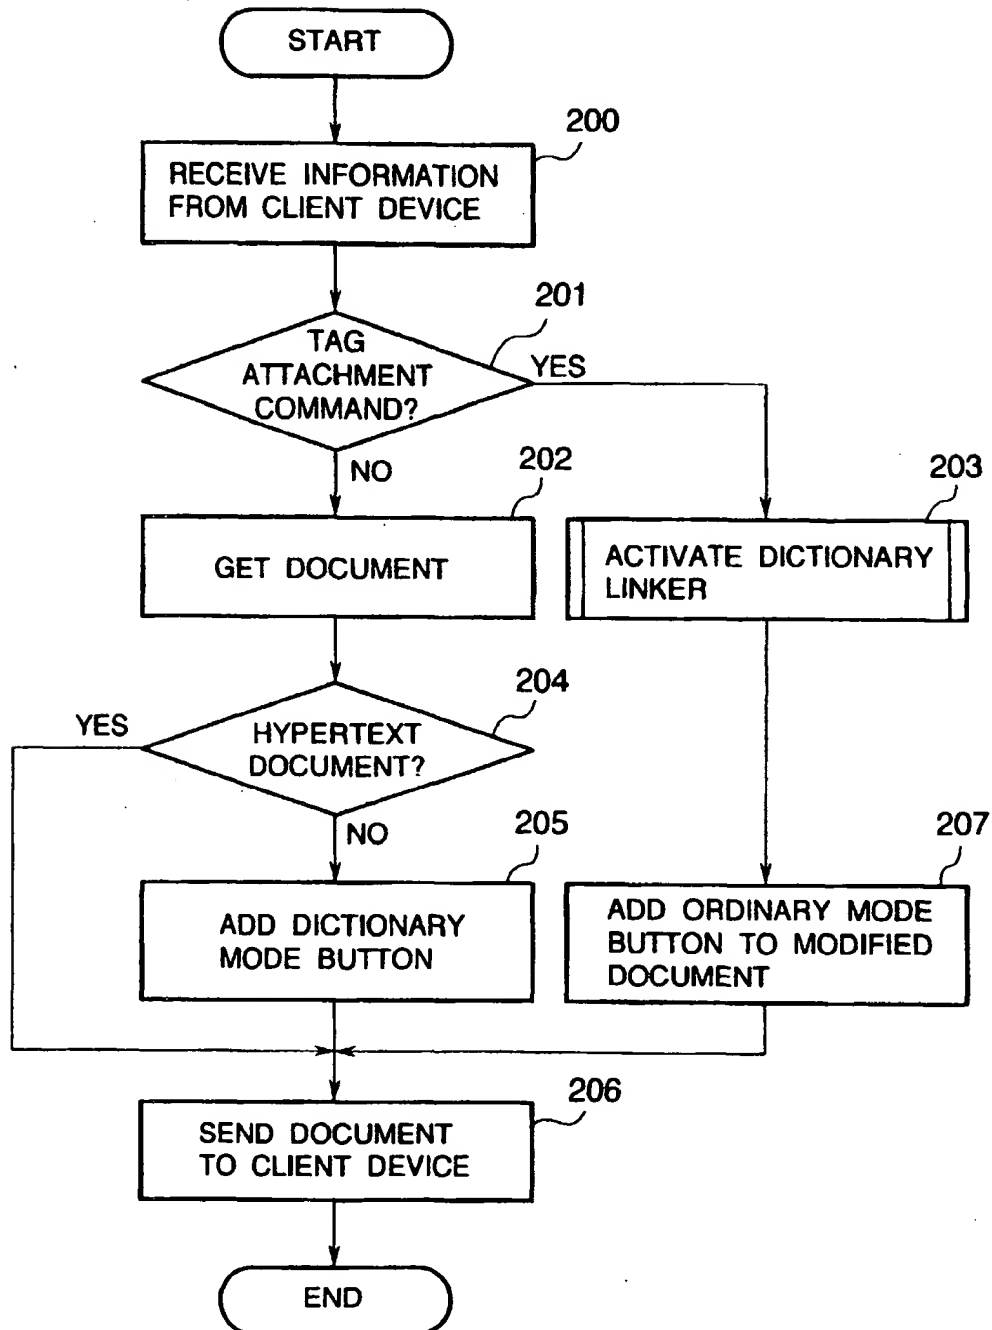 START
200
RECEIVE INFORMATION
FROM CLIENT DEVICE
201
TAG
ATTACHMENT
COMMAND?
YES
NO
202
203
GET DOCUMENT
ACTIVATE DICTIONARY
LINKER
204
YES
HYPERTEXT
DOCUMENT?
NO
205
207
ADD DICTIONARY
MODE BUTTON
ADD ORDINARY MODE
BUTTON TO MODIFIED
DOCUMENT
206
SEND DOCUMENT
TO CLIENT DEVICE
END